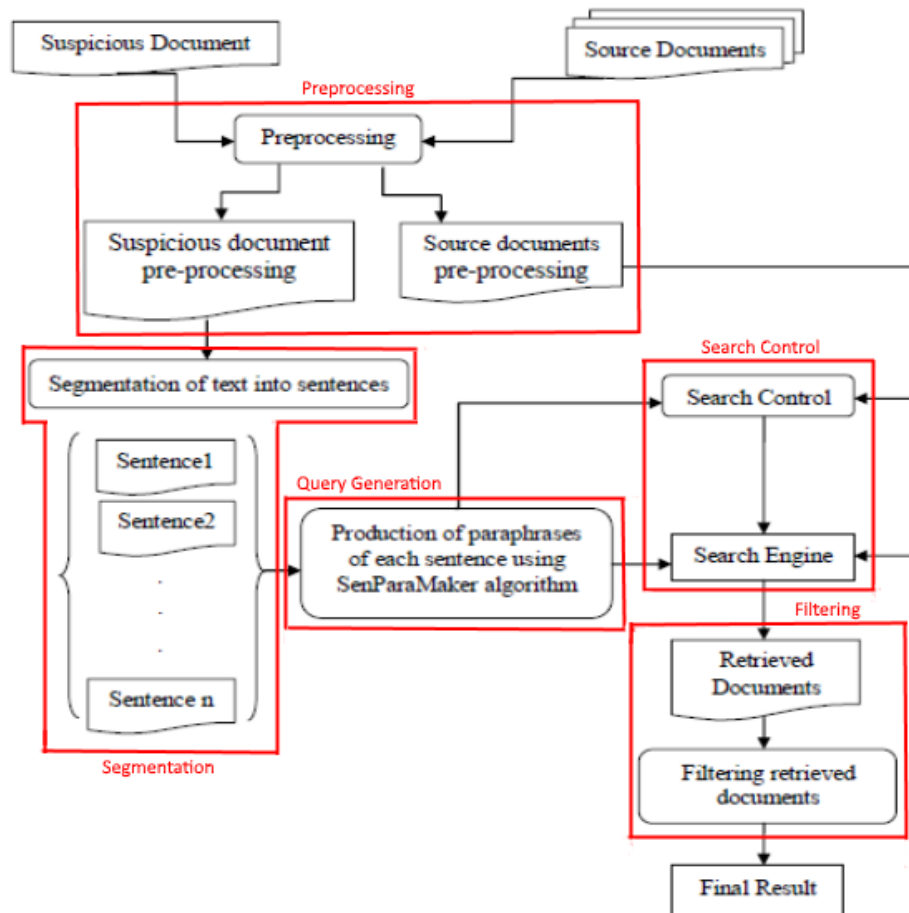 Suspicious Document
Source Documents
Preprocessing
Preprocessing
Suspicious document
pre-processing
Source documents
pre-processing
Segmentation of text into sentences
Search Control
Search Control
Sentence1
Sentence2
.
.
.
Sentence n
Segmentation
Query Generation
Production of paraphrases
of each sentence using
SenParaMaker algorithm
Search Engine
Filtering
Retrieved
Documents
Filtering retrieved
documents
Final Result